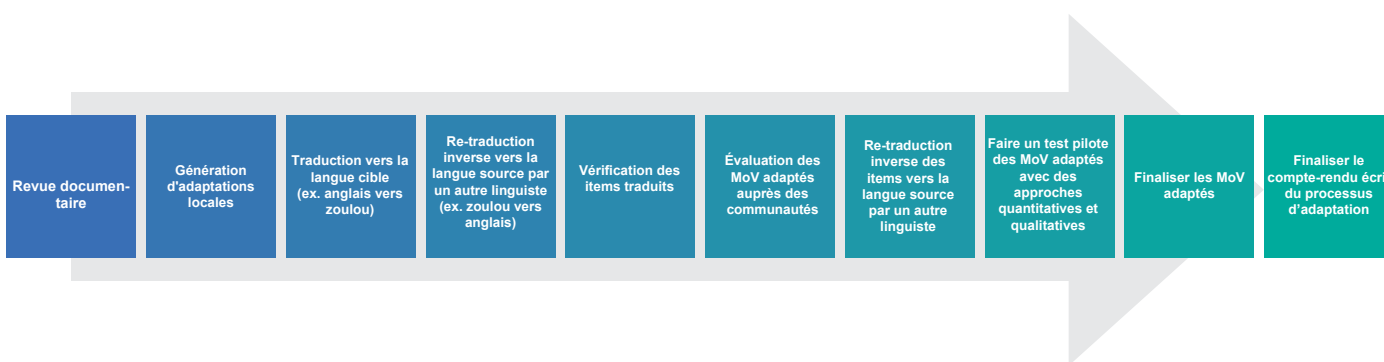 Revue documen-
taire
Génération
d'adaptations
locales
Traduction vers la
langue cible
(ex. anglais vers
zoulou)
Re-traduction
inverse vers la
langue source par
un autre linguiste
(ex. zoulou vers
anglais)
Vérification des
items traduits
Évaluation des
MoV adaptés
auprès des
communautés
Re-traduction
inverse des
items vers la
langue source
par un autre
linguiste
Faire un test pilote
des MoV adaptés
avec des
approches
quantitatives et
qualitatives
Finaliser les MoV
adaptés
Finaliser le
compte-rendu écri
du processus
d'adaptation